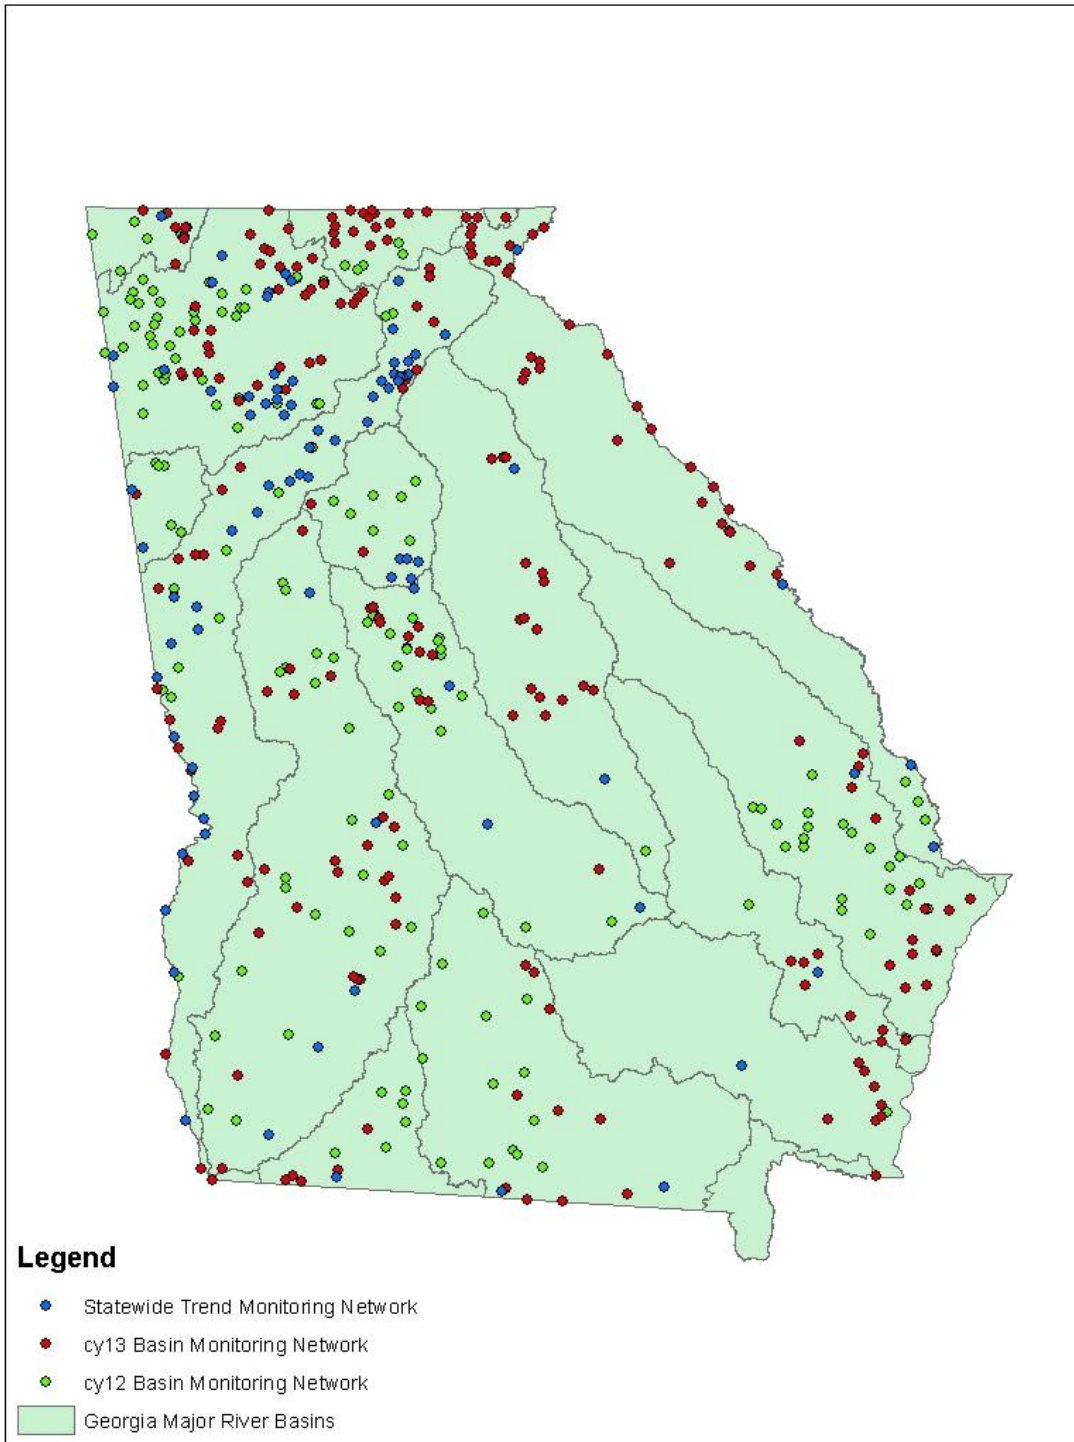 Legend
Statewide Trend Monitoring Network
cy13 Basin Monitoring Network
cy12 Basin Monitoring Network
Georgia Major River Basins